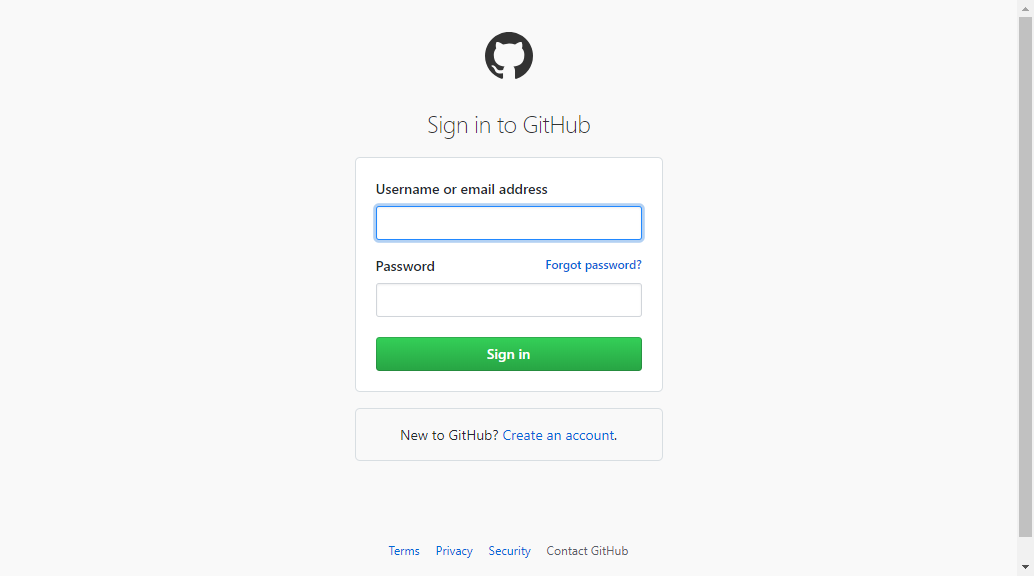 Sign in to GitHub
Username or email address
Password Forgot password?
Sign in
New to GitHub? Create an account.
Terms Privacy Security Contact GitHub